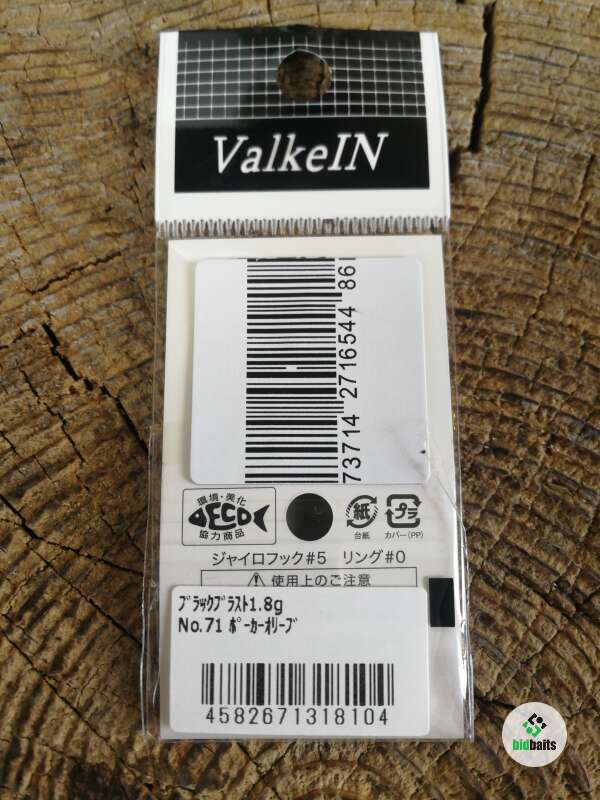 ValkeIN
73714 2716544 86
環境・美化
DECO
協力商品
紙
台紙
プラ
カバー(PP)
ジャイロフック#5 リング#0
使用上のご注意
ﾌﾞﾗｯｸﾌﾞﾗｽﾄ1.8g
No.71 ﾎﾟｰｶｰｵﾘｰﾌﾞ
4582671318104
bidbaits